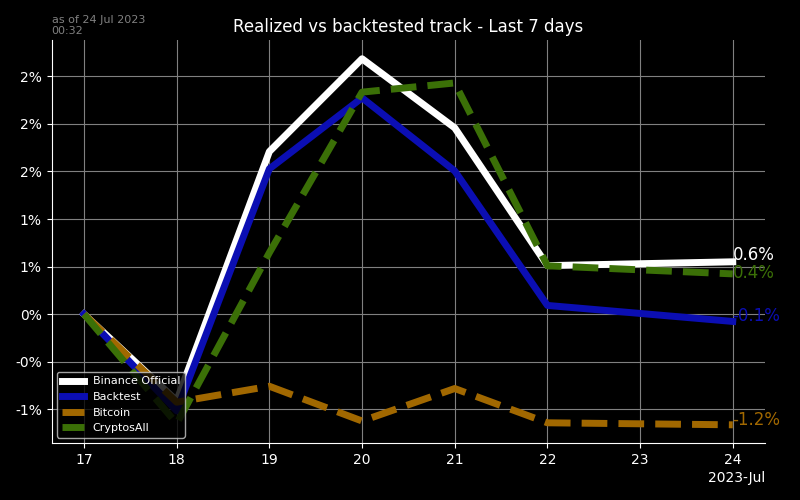 as of 24 Jul 2023
00:32
Realized vs backtested track - Last 7 days
2%
2%
2%
1%
1%
0%
-0%
-1%
0.6%
0.4%
-0.1%
-1.2%
Binance Official
Backtest
Bitcoin
CryptosAll
17 18 19 20 21 22 23 24
2023-Jul